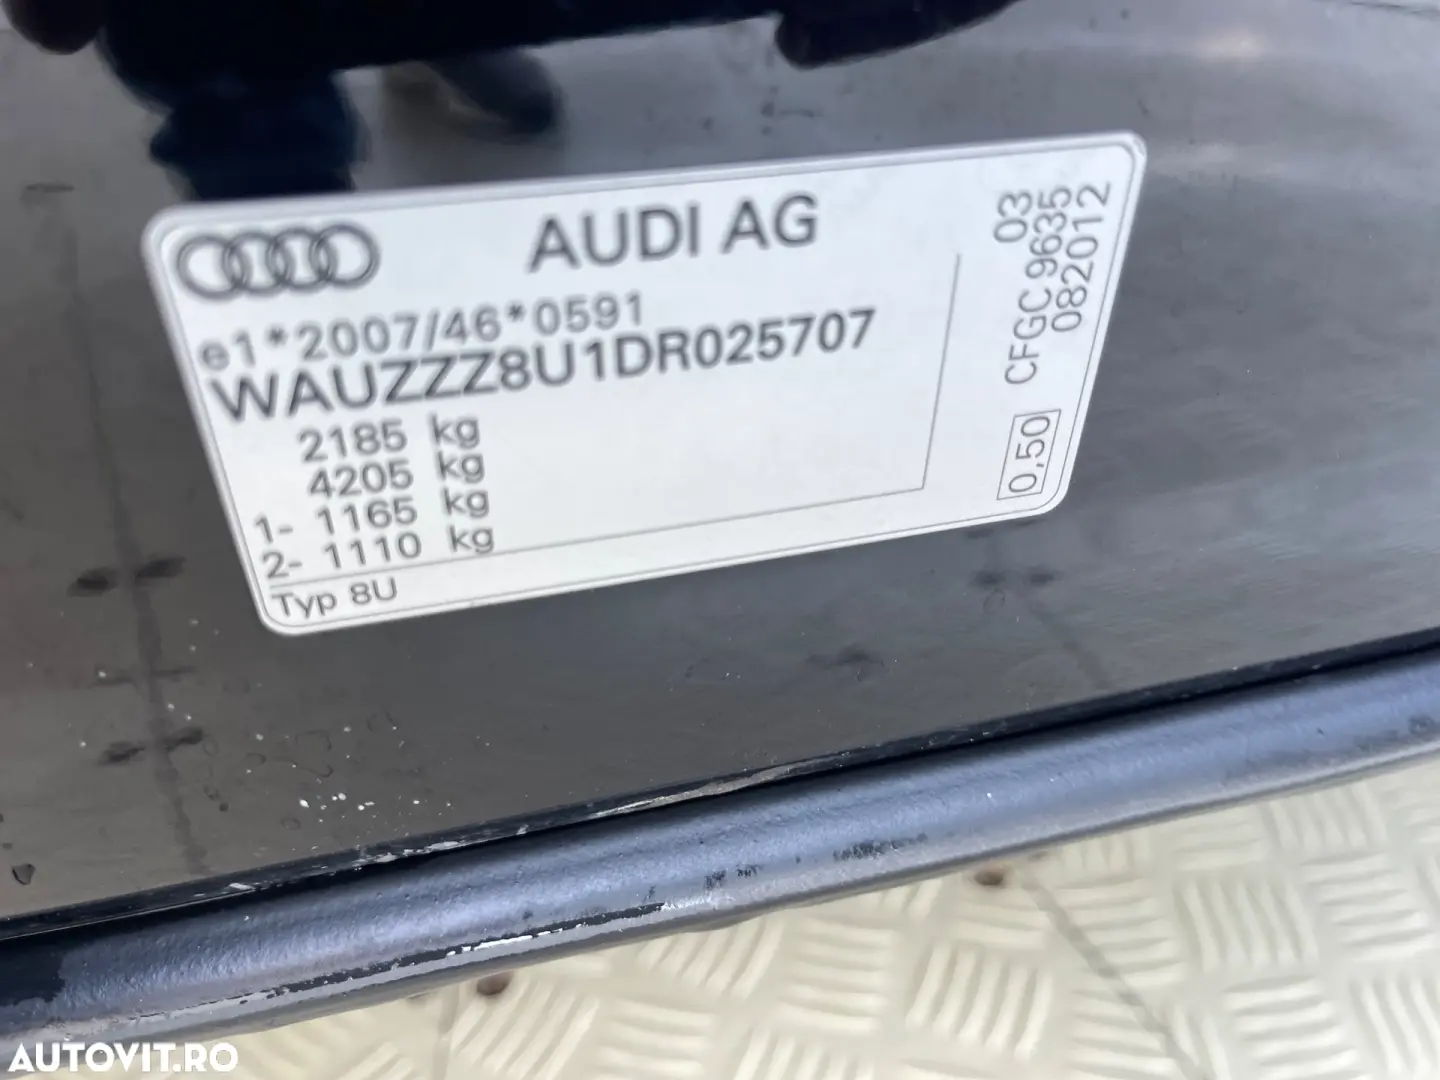 AUDI AG
e1*2007/46*0591
WAUZZZ8U1DR025707
2185 kg
4205 kg
1- 1165 kg
2- 1110 kg
Typ 8U
03
CFGC 9635
082012
0,50
AUTOVIT.RO